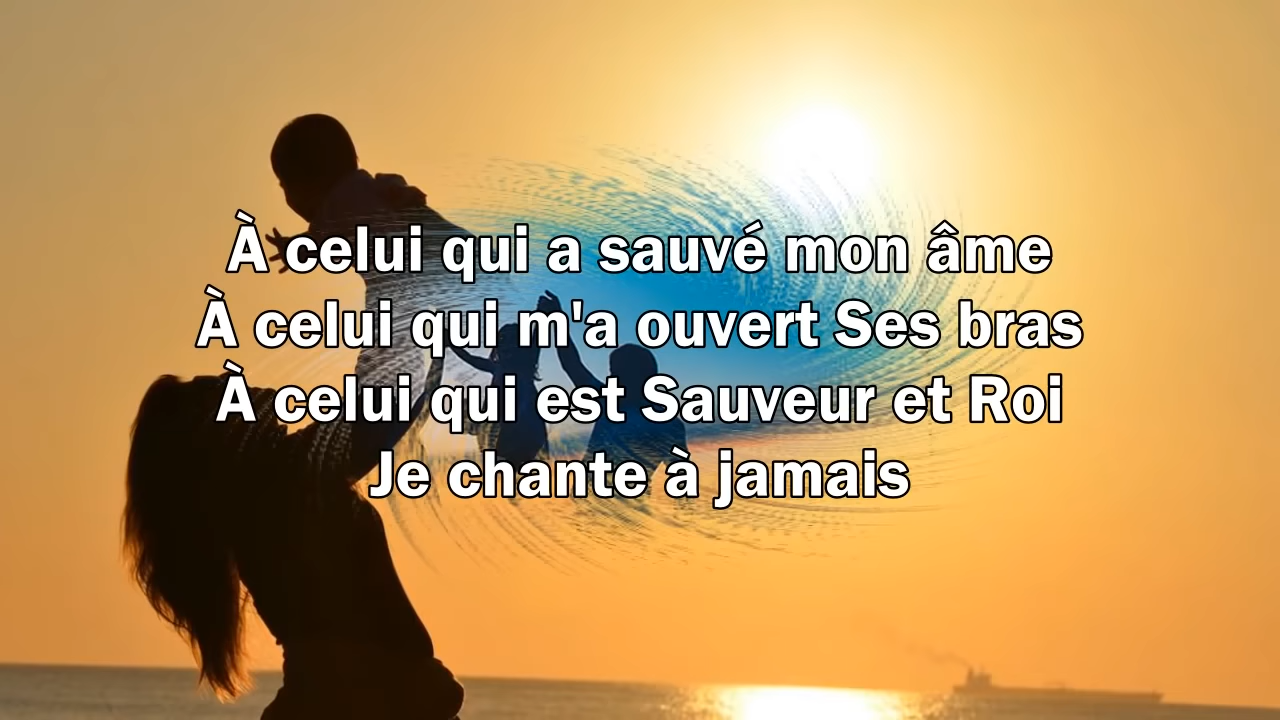 À celui qui a sauvé mon âme
À celui qui m'a ouvert Ses bras
À celui qui est Sauveur et Roi
Je chante à jamais